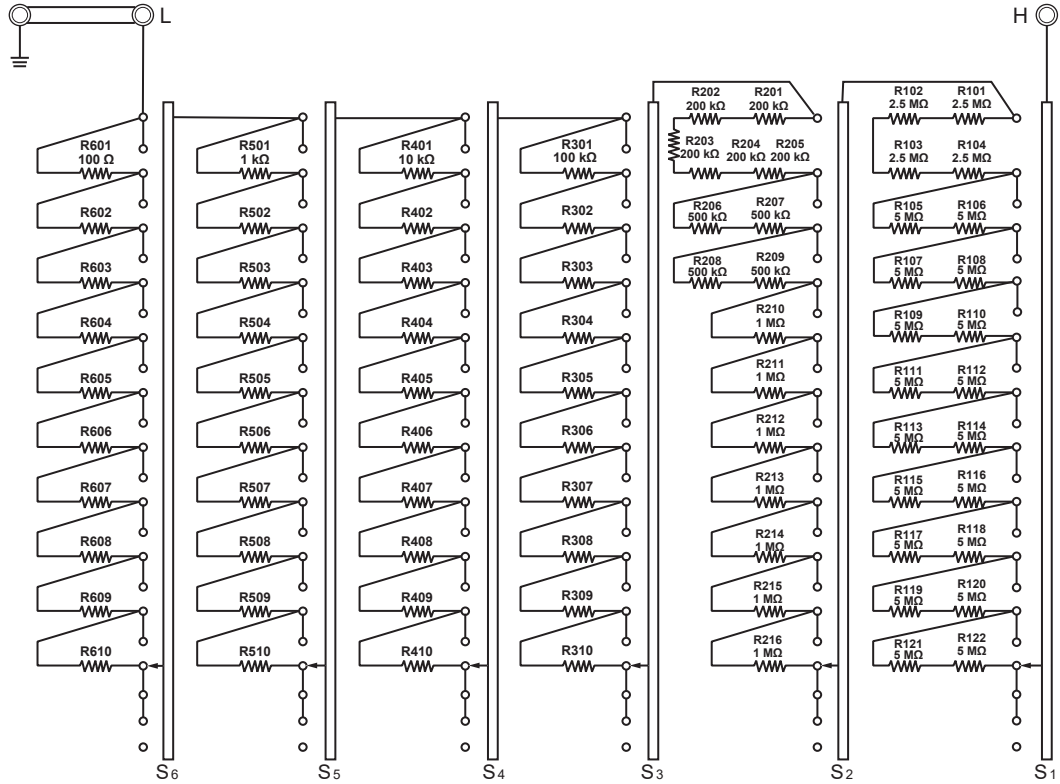 L H
R202 R201 R102 R101
200 kΩ 200 kΩ 2.5 MΩ 2.5 MΩ
R601 R501 R401 R301 R203 R204 R205 R103 R104
100 Ω 1 kΩ 10 kΩ 100 kΩ 200 kΩ 200 kΩ 200 kΩ 2.5 MΩ 2.5 MΩ
R602 R502 R402 R302 R206 R207 R105 R106
500 kΩ 500 kΩ 5 MΩ 5 MΩ
R603 R503 R403 R303 R208 R209 R107 R108
500 kΩ 500 kΩ 5 MΩ 5 MΩ
R604 R504 R404 R304 R210 R109 R110
1 MΩ 5 MΩ 5 MΩ
R605 R505 R405 R305 R211 R111 R112
1 MΩ 5 MΩ 5 MΩ
R606 R506 R406 R306 R212 R113 R114
1 MΩ 5 MΩ 5 MΩ
R607 R507 R407 R307 R213 R115 R116
1 MΩ 5 MΩ 5 MΩ
R608 R508 R408 R308 R214 R117 R118
1 MΩ 5 MΩ 5 MΩ
R609 R509 R409 R309 R215 R119 R120
1 MΩ 5 MΩ 5 MΩ
R610 R510 R410 R310 R216 R121 R122
1 MΩ 5 MΩ 5 MΩ
S6 S5 S4 S3 S2 S1